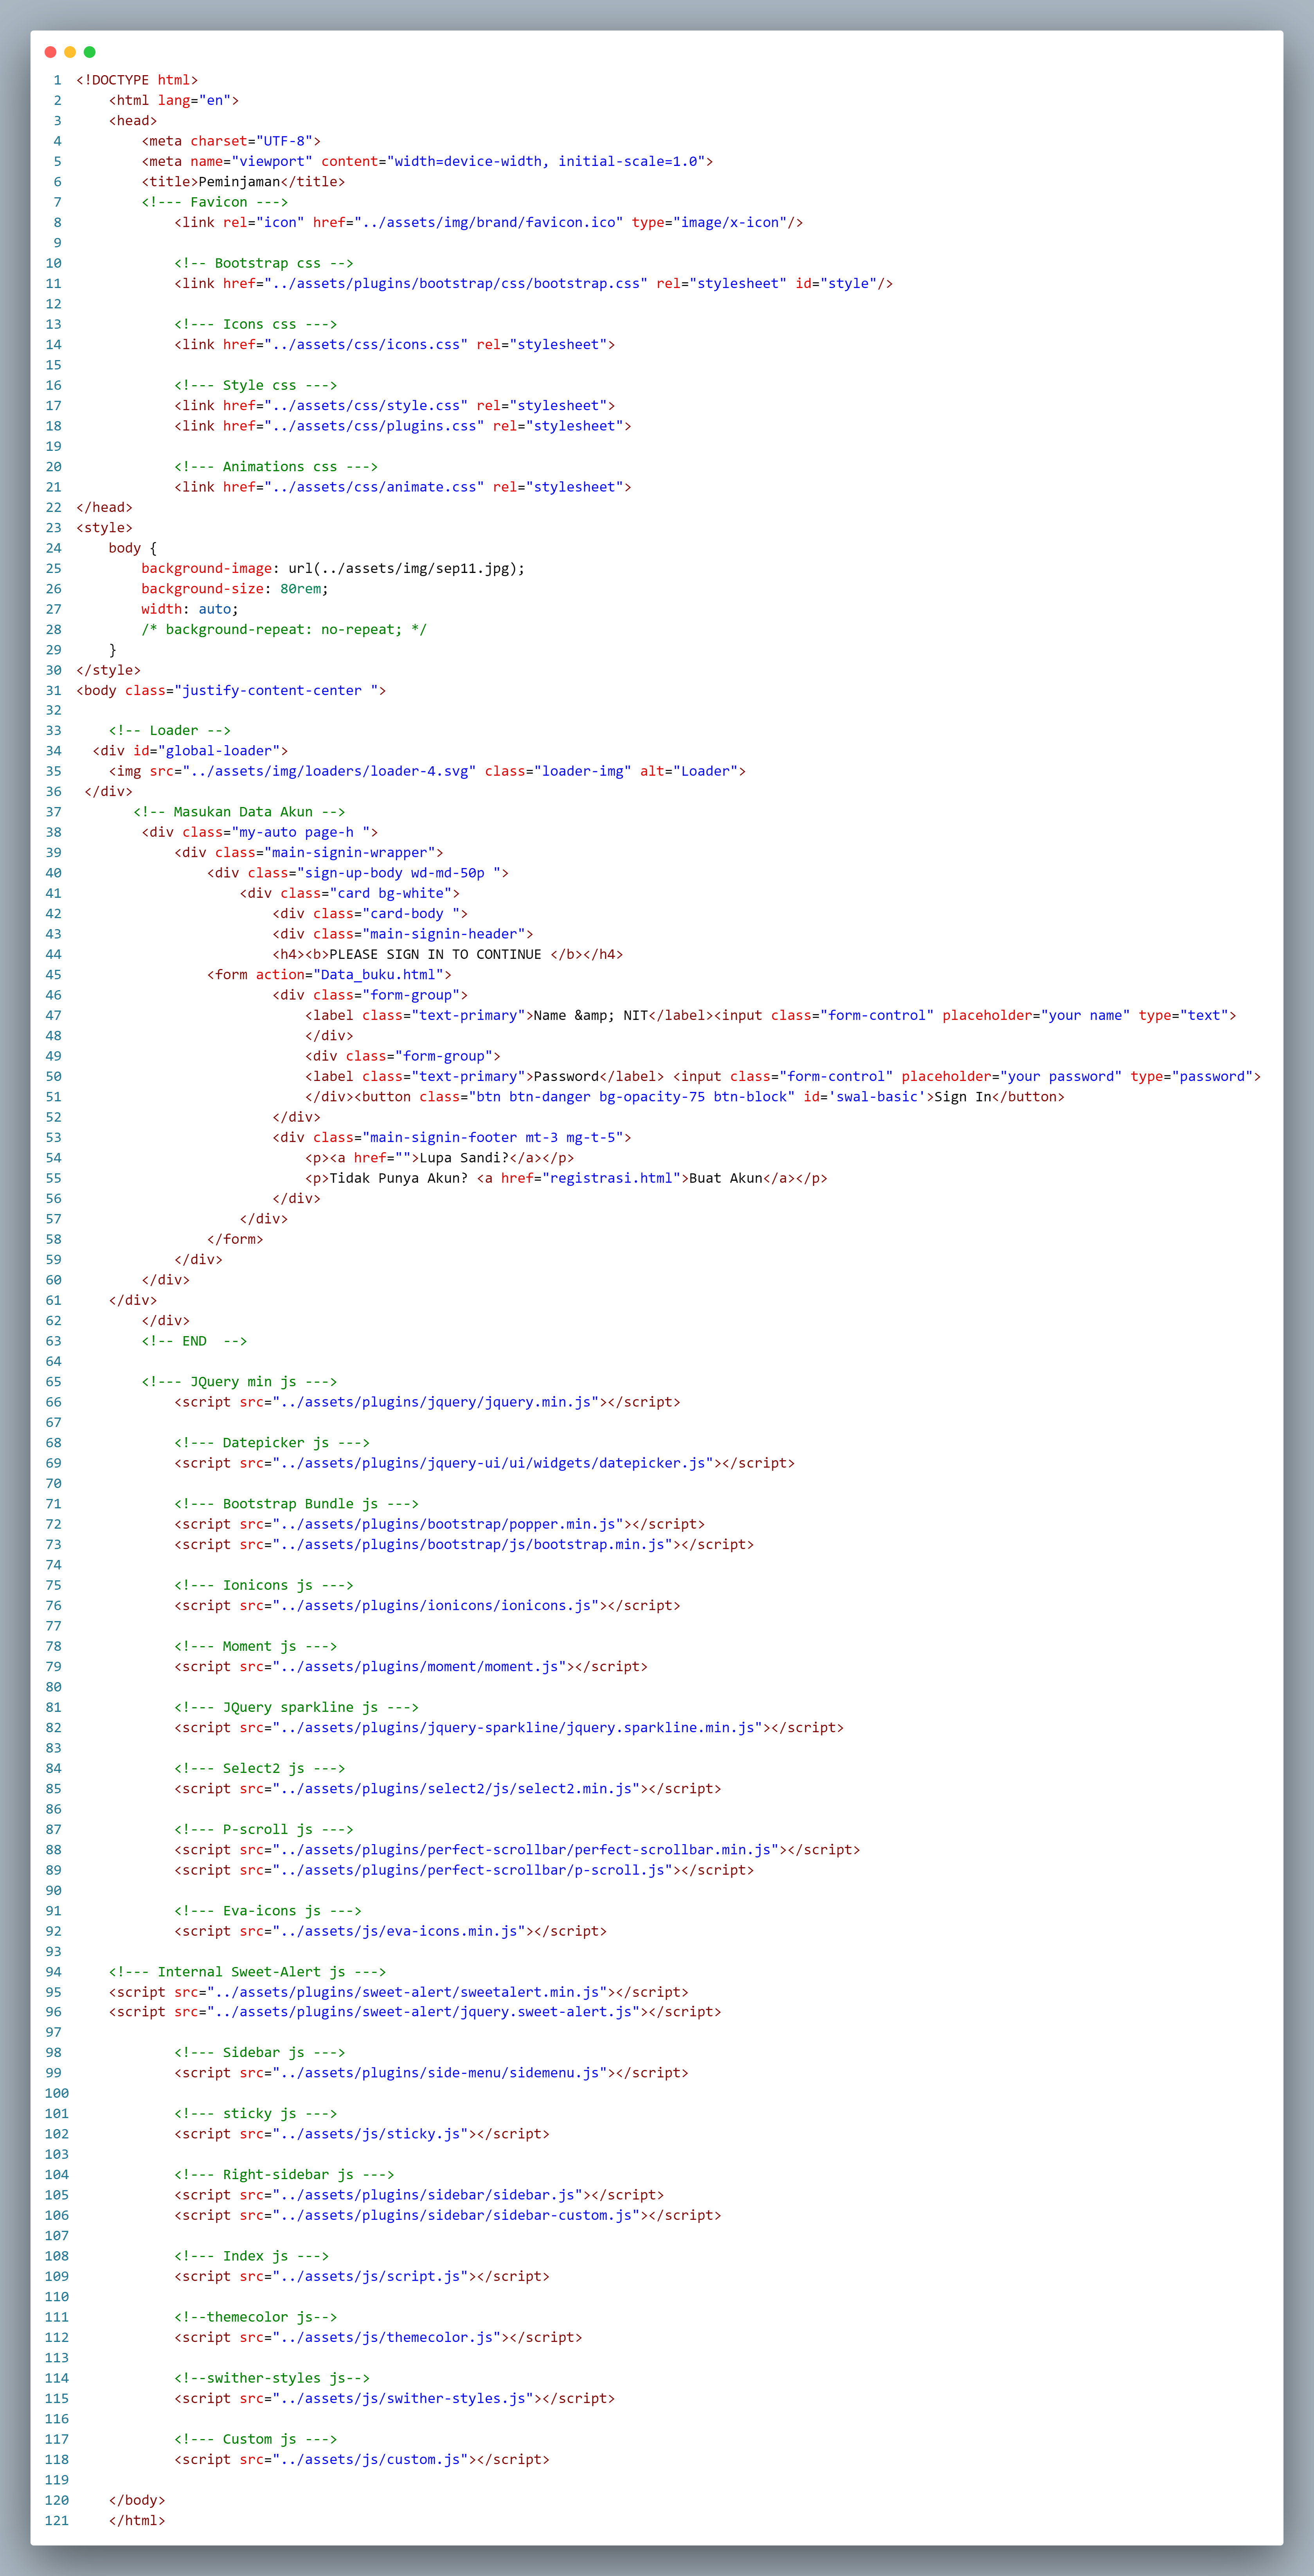 1 <!DOCTYPE html>
2     <html lang="en">
3     <head>
4         <meta charset="UTF-8">
5         <meta name="viewport" content="width=device-width, initial-scale=1.0">
6         <title>Peminjaman</title>
7         <!--- Favicon --->
8             <link rel="icon" href="../assets/img/brand/favicon.ico" type="image/x-icon"/>
9
10             <!-- Bootstrap css -->
11             <link href="../assets/plugins/bootstrap/css/bootstrap.css" rel="stylesheet" id="style"/>
12
13             <!--- Icons css --->
14             <link href="../assets/css/icons.css" rel="stylesheet">
15
16             <!--- Style css --->
17             <link href="../assets/css/style.css" rel="stylesheet">
18             <link href="../assets/css/plugins.css" rel="stylesheet">
19
20             <!--- Animations css --->
21             <link href="../assets/css/animate.css" rel="stylesheet">
22 </head>
23 <style>
24     body {
25         background-image: url(../assets/img/sep11.jpg);
26         background-size: 80rem;
27         width: auto;
28         /* background-repeat: no-repeat; */
29     }
30 </style>
31 <body class="justify-content-center ">
32
33     <!-- Loader -->
34   <div id="global-loader">
35     <img src="../assets/img/loaders/loader-4.svg" class="loader-img" alt="Loader">
36  </div>
37        <!-- Masukan Data Akun -->
38         <div class="my-auto page-h ">
39             <div class="main-signin-wrapper">
40                 <div class="sign-up-body wd-md-50p ">
41                     <div class="card bg-white">
42                         <div class="card-body ">
43                         <div class="main-signin-header">
44                         <h4><b>PLEASE SIGN IN TO CONTINUE </b></h4>
45                 <form action="Data_buku.html">
46                         <div class="form-group">
47                             <label class="text-primary">Name &amp; NIT</label><input class="form-control" placeholder="your name" type="text">
48                             </div>
49                             <div class="form-group">
50                             <label class="text-primary">Password</label> <input class="form-control" placeholder="your password" type="password">
51                             </div><button class="btn btn-danger bg-opacity-75 btn-block" id='swal-basic'>Sign In</button>
52                         </div>
53                         <div class="main-signin-footer mt-3 mg-t-5">
54                             <p><a href="">Lupa Sandi?</a></p>
55                             <p>Tidak Punya Akun? <a href="registrasi.html">Buat Akun</a></p>
56                         </div>
57                     </div>
58                 </form>
59             </div>
60         </div>
61     </div>
62         </div>
63         <!-- END  -->
64
65         <!--- JQuery min js --->
66             <script src="../assets/plugins/jquery/jquery.min.js"></script>
67
68             <!--- Datepicker js --->
69             <script src="../assets/plugins/jquery-ui/ui/widgets/datepicker.js"></script>
70
71             <!--- Bootstrap Bundle js --->
72             <script src="../assets/plugins/bootstrap/popper.min.js"></script>
73             <script src="../assets/plugins/bootstrap/js/bootstrap.min.js"></script>
74
75             <!--- Ionicons js --->
76             <script src="../assets/plugins/ionicons/ionicons.js"></script>
77
78             <!--- Moment js --->
79             <script src="../assets/plugins/moment/moment.js"></script>
80
81             <!--- JQuery sparkline js --->
82             <script src="../assets/plugins/jquery-sparkline/jquery.sparkline.min.js"></script>
83
84             <!--- Select2 js --->
85             <script src="../assets/plugins/select2/js/select2.min.js"></script>
86
87             <!--- P-scroll js --->
88             <script src="../assets/plugins/perfect-scrollbar/perfect-scrollbar.min.js"></script>
89             <script src="../assets/plugins/perfect-scrollbar/p-scroll.js"></script>
90
91             <!--- Eva-icons js --->
92             <script src="../assets/js/eva-icons.min.js"></script>
93
94     <!--- Internal Sweet-Alert js --->
95     <script src="../assets/plugins/sweet-alert/sweetalert.min.js"></script>
96     <script src="../assets/plugins/sweet-alert/jquery.sweet-alert.js"></script>
97
98             <!--- Sidebar js --->
99             <script src="../assets/plugins/side-menu/sidemenu.js"></script>
100
101             <!--- sticky js --->
102             <script src="../assets/js/sticky.js"></script>
103
104             <!--- Right-sidebar js --->
105             <script src="../assets/plugins/sidebar/sidebar.js"></script>
106             <script src="../assets/plugins/sidebar/sidebar-custom.js"></script>
107
108             <!--- Index js --->
109             <script src="../assets/js/script.js"></script>
110
111             <!--themecolor js-->
112             <script src="../assets/js/themecolor.js"></script>
113
114             <!--swither-styles js-->
115             <script src="../assets/js/swither-styles.js"></script>
116
117             <!--- Custom js --->
118             <script src="../assets/js/custom.js"></script>
119
120     </body>
121     </html>